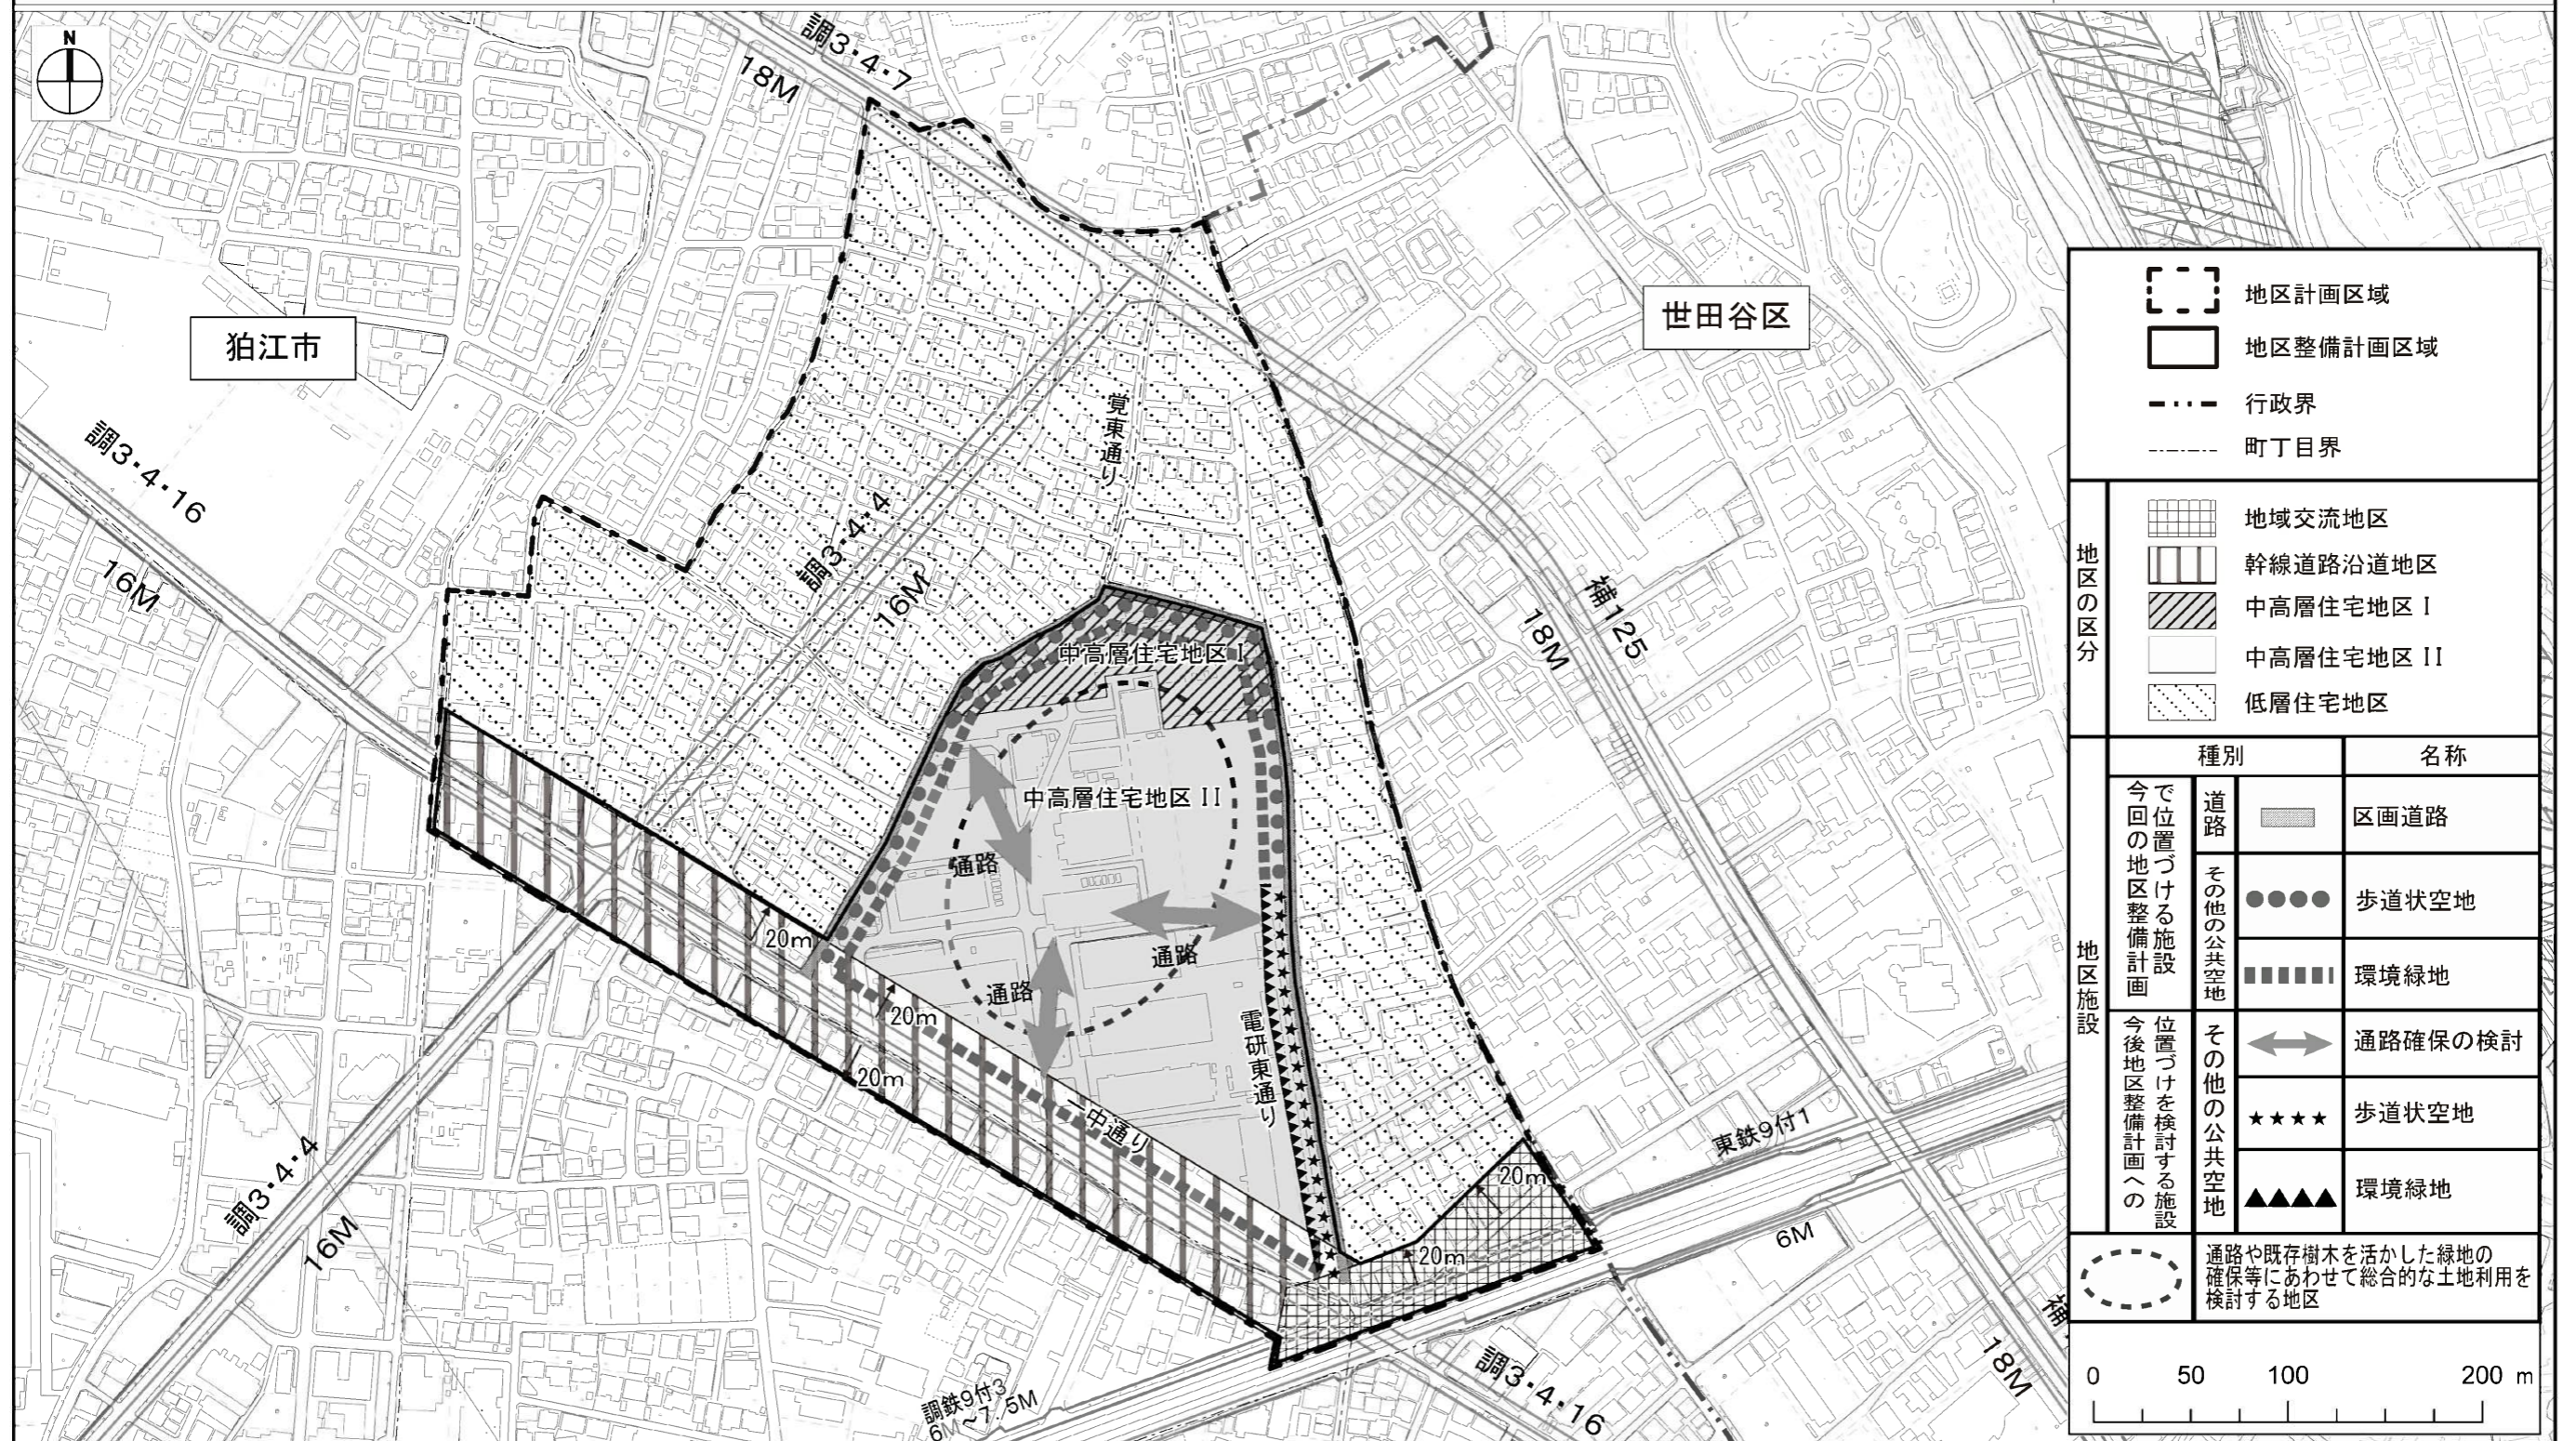 N
調3・4・7
18M
狛江市
世田谷区
調3・4・16
16M
覚東通り
調3・4・4
16M
補125
18M
中高層住宅地区 I
中高層住宅地区 II
通路
通路
通路
20m
20m
20m
電研東通り
一中通り
20m
20m
東鉄9付1
6M
調3・4・4
16M
調鉄9付3
6M～7.5M
調3・4・16
18M
補
地区計画区域
地区整備計画区域
行政界
町丁目界
地区の区分
地域交流地区
幹線道路沿道地区
中高層住宅地区 I
中高層住宅地区 II
低層住宅地区
地区施設
種別
名称
今回の地区整備計画
で位置づける施設
道路
区画道路
その他の公共空地
歩道状空地
環境緑地
今後地区整備計画への
位置づけを検討する施設
その他の公共空地
通路確保の検討
歩道状空地
環境緑地
通路や既存樹木を活かした緑地の
確保等にあわせて総合的な土地利用を
検討する地区
0 50 100 200 m